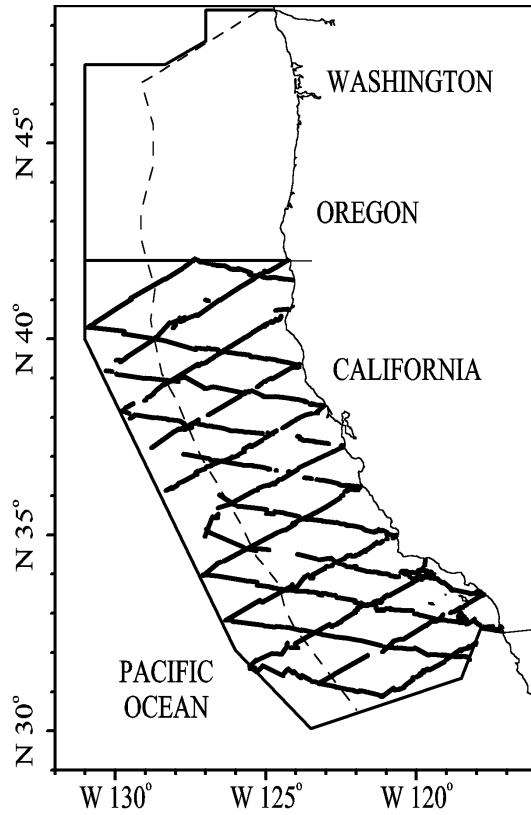 WASHINGTON
N 45°
OREGON
N 40°
CALIFORNIA
N 35°
PACIFIC
OCEAN
N 30°
W 130°
W 125°
W 120°